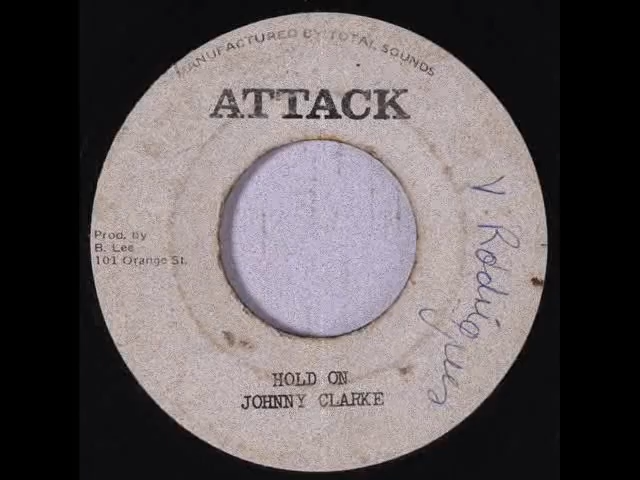 MANUFACTURED BY TOTAL SOUNDS
ATTACK
Prod. by
B. Lee
101 Orange St.
V. Rodrigues
HOLD ON
JOHNNY CLARKE